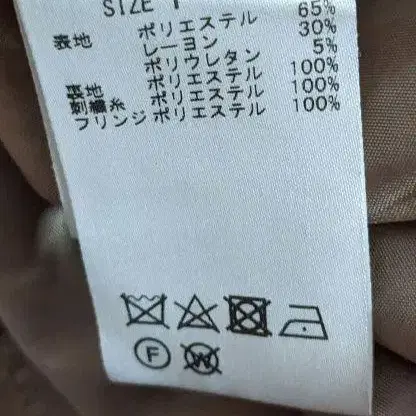 SIZE
表地 ポリエステル 65%
レーヨン 30%
ポリウレタン 5%
裏地 ポリエステル 100%
刺繍糸 ポリエステル 100%
フリンジ ポリエステル 100%
F W